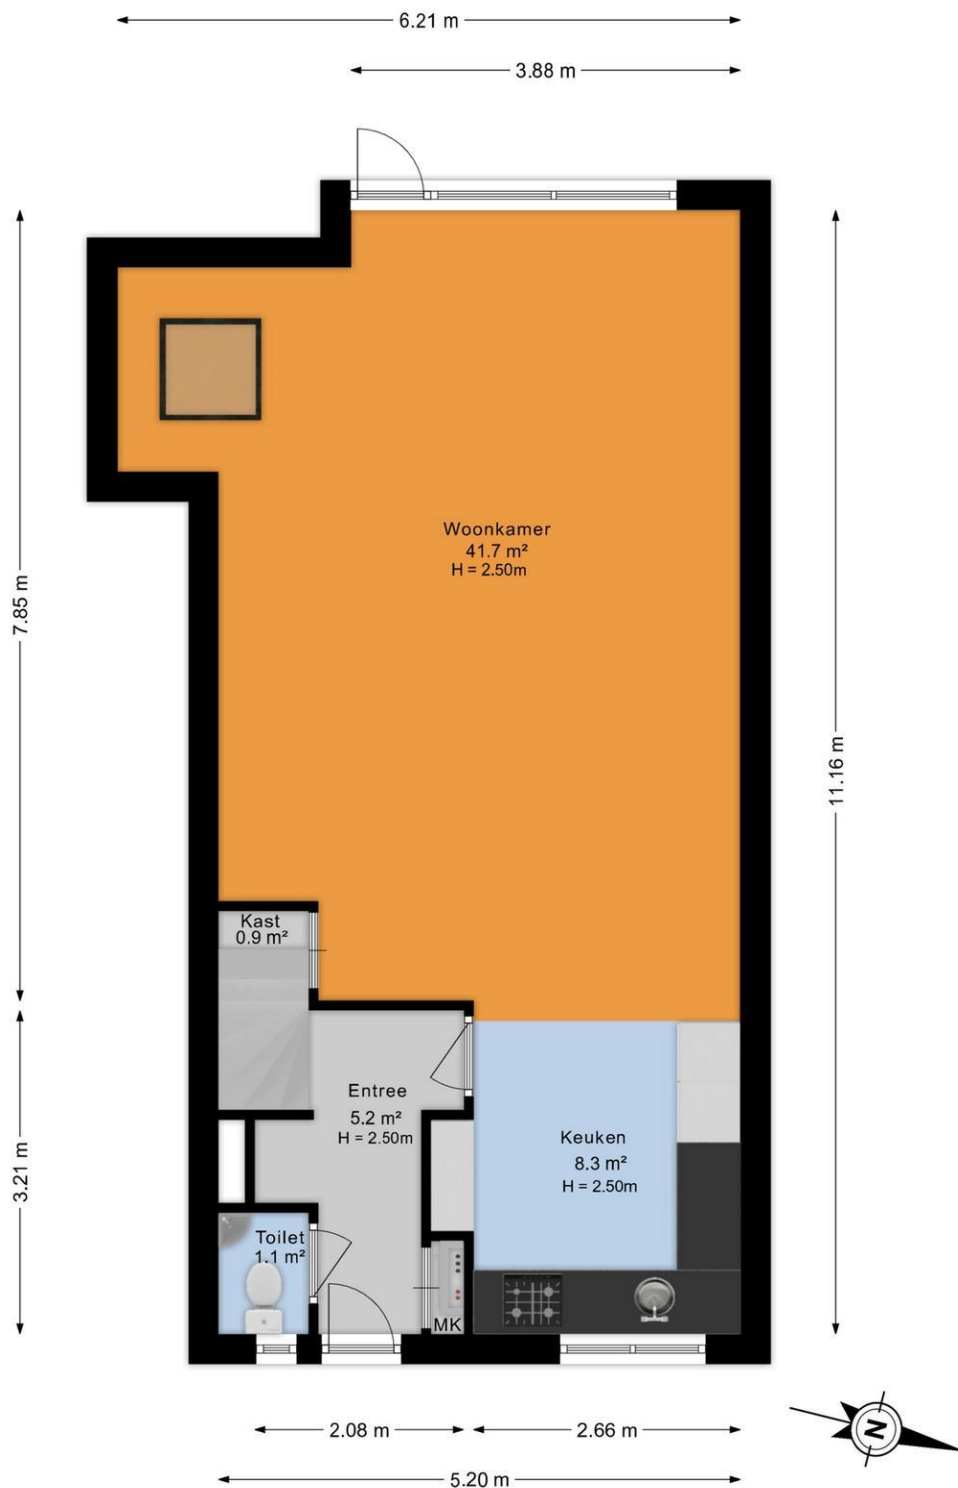 6.21 m
3.88 m
Woonkamer
41.7 m²
H = 2.50m
7.85 m
11.16 m
Kast
0.9 m²
Entree
5.2 m²
H = 2.50m
Keuken
8.3 m²
H = 2.50m
3.21 m
Toilet
1.1 m²
MK
2.08 m
2.66 m
N
5.20 m